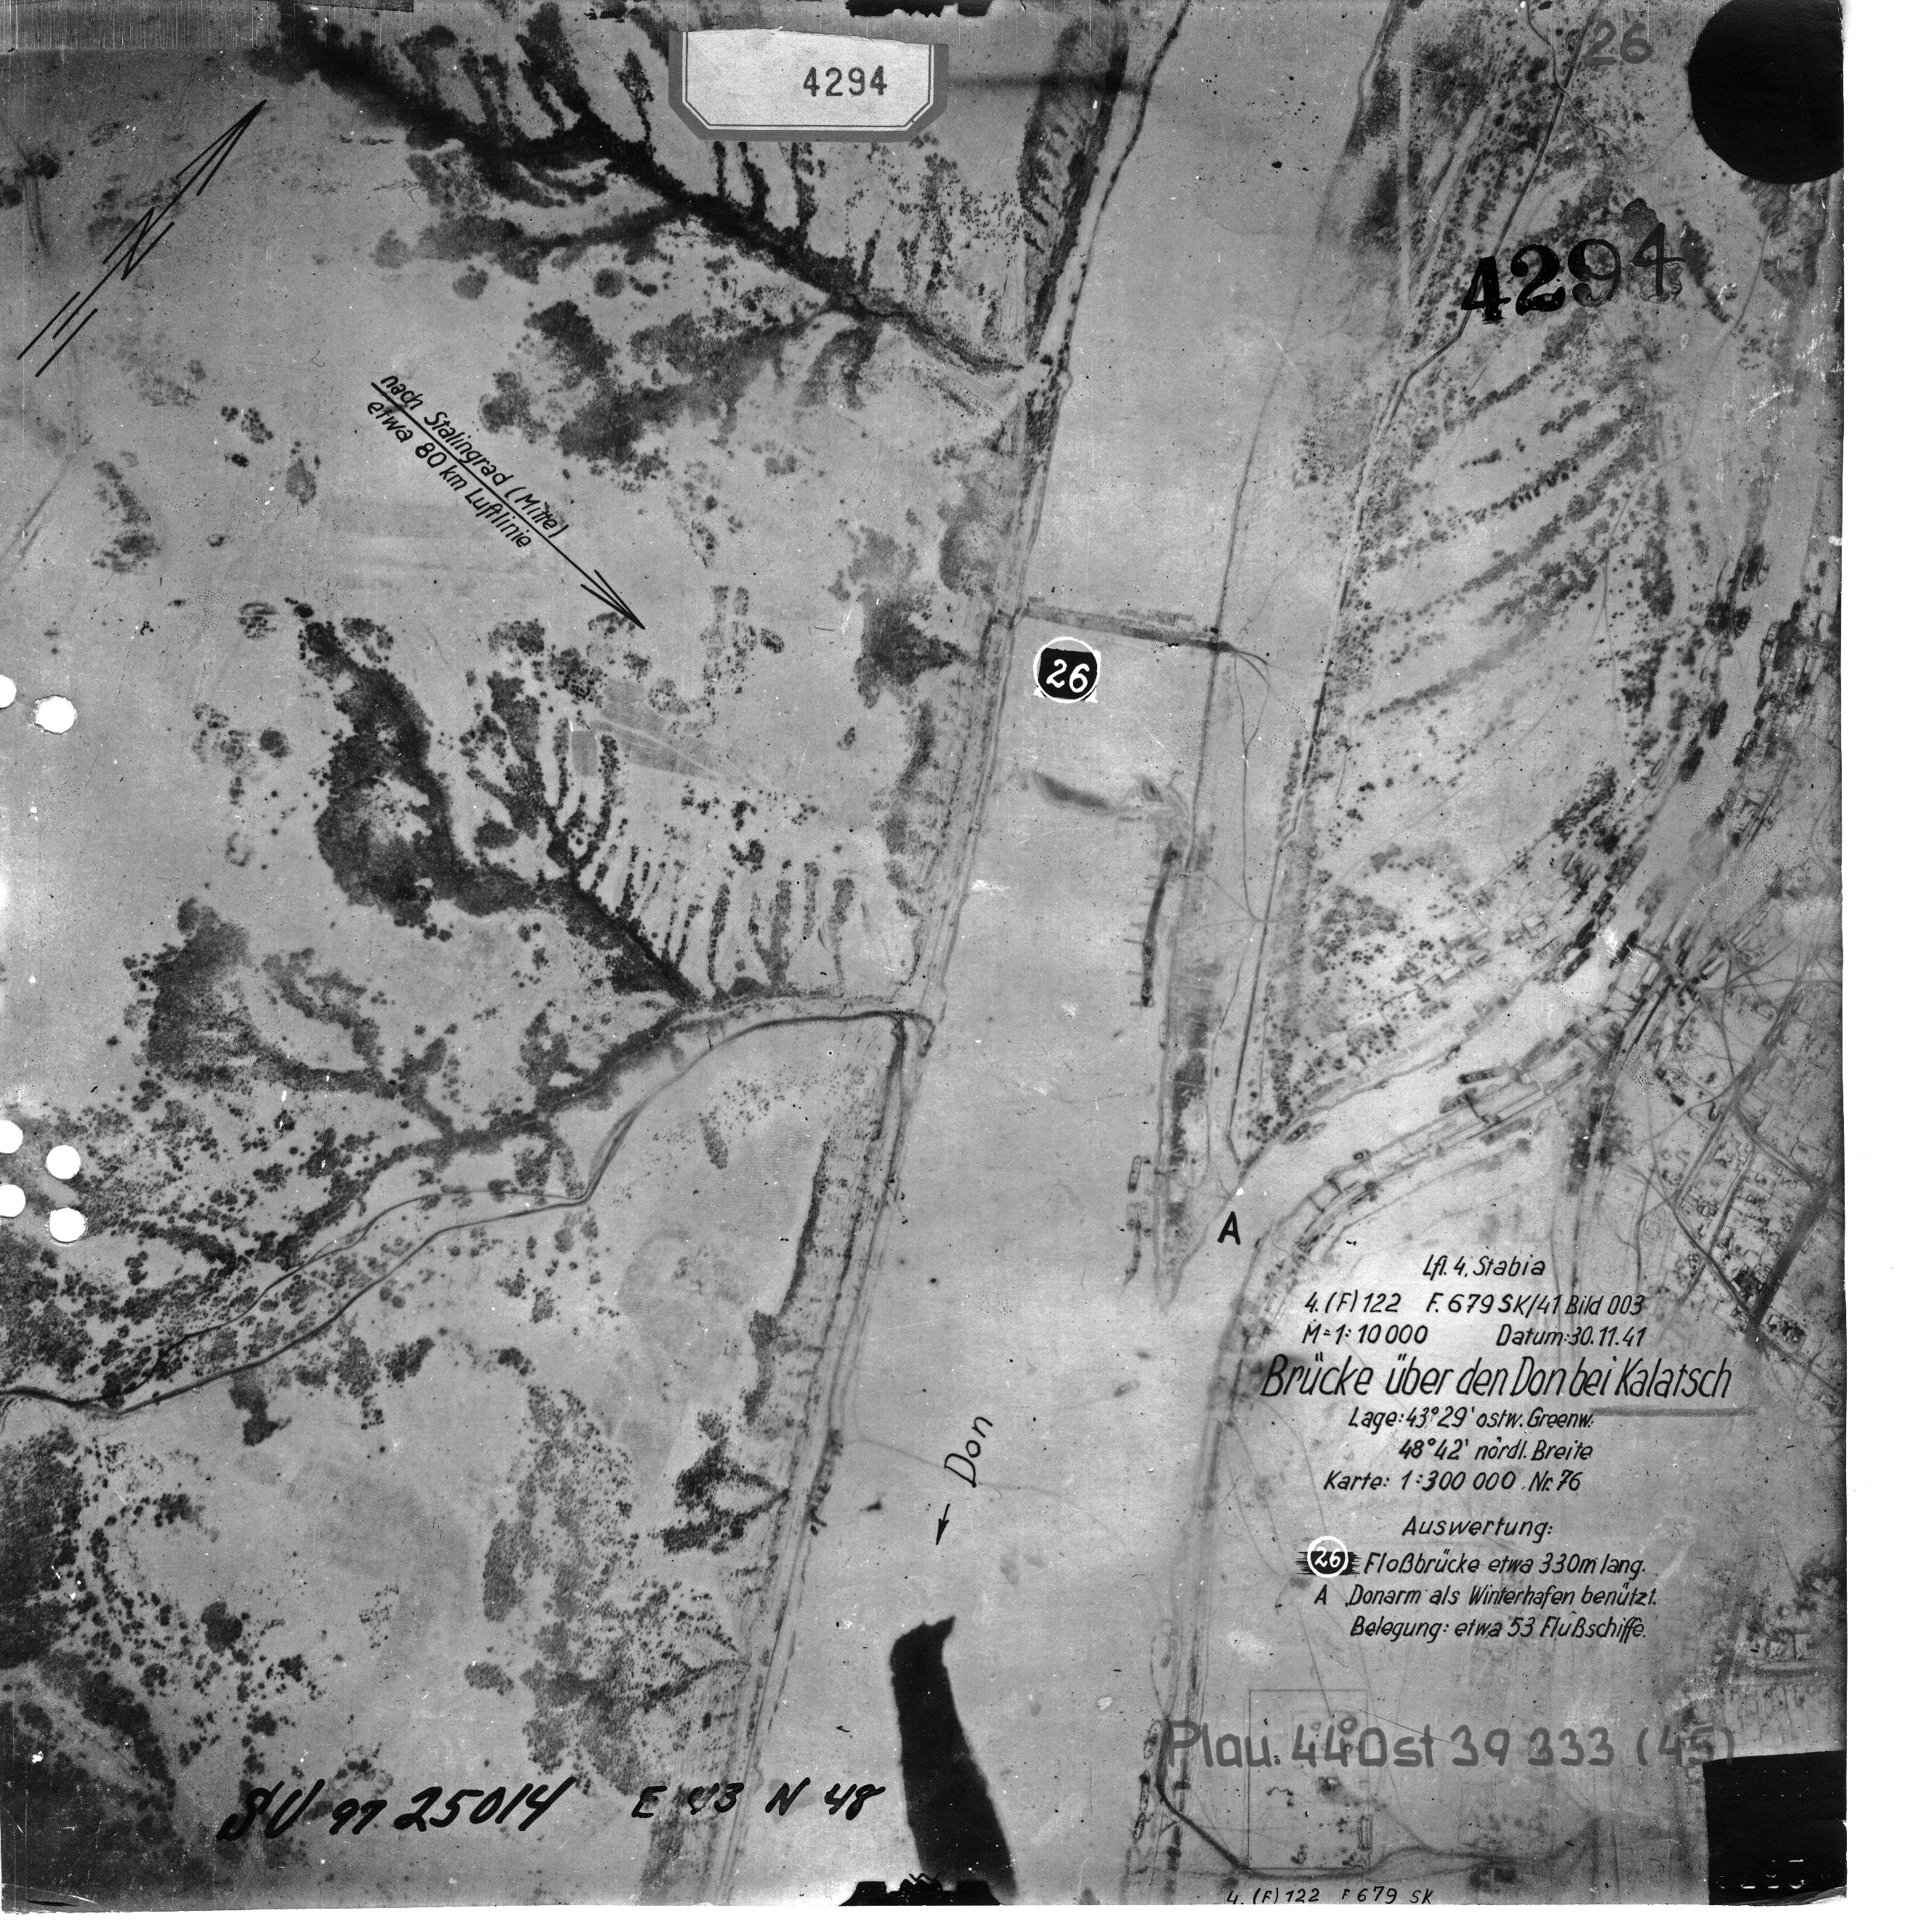 26
4294
4294
N
nach Stalingrad (Mitte)
etwa 80 km Luftlinie
26
A
Lfl. 4, Stabia
4. (F) 122 F. 679 SK/41 Bild 003
M = 1: 10 000 Datum: 30.11.41
Brücke über den Don bei Kalatsch
Lage: 43° 29' ostw. Greenw.
48° 42' nördl. Breite
Karte: 1:300 000 Nr. 76
Don
Auswertung:
26 Floßbrücke etwa 330m lang.
A Donarm als Winterhafen benützt.
Belegung: etwa 53 Flußschiffe.
Plau. 44 Ost 39 333 (45)
SU 97 25014 E 43 N 48
4. (F) 122 F 679 SK